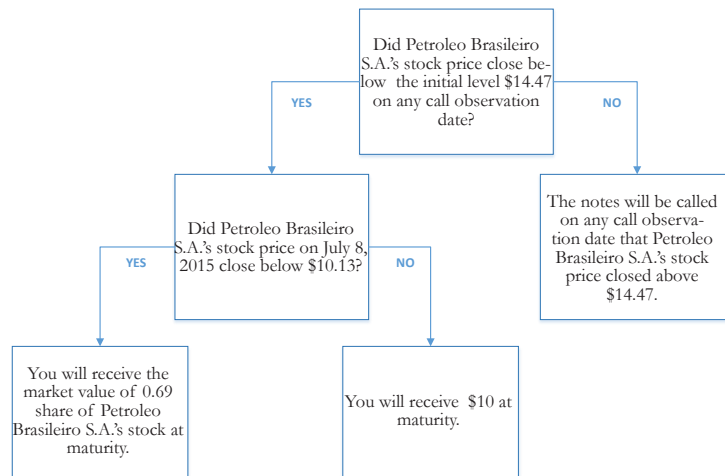 Did Petroleo Brasileiro
S.A.'s stock price close be-
low the initial level $14.47
on any call observation
date?
YES
NO
Did Petroleo Brasileiro
S.A.'s stock price on July 8,
2015 close below $10.13?
The notes will be called
on any call observa-
tion date that Petroleo
Brasileiro S.A.'s stock
price closed above
$14.47.
YES
NO
You will receive the
market value of 0.69
share of Petroleo
Brasileiro S.A.'s stock at
maturity.
You will receive $10 at
maturity.